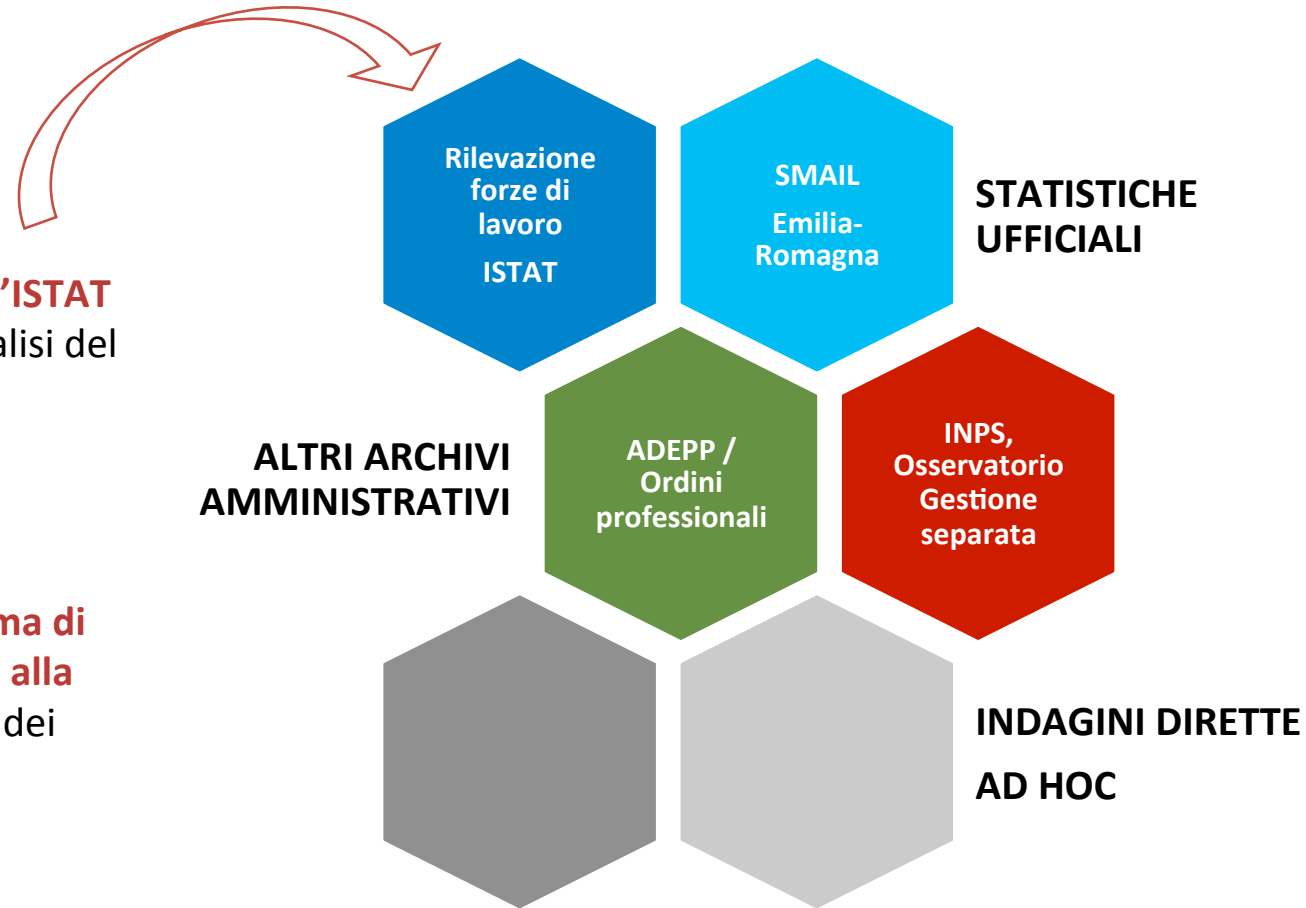 Rilevazione
forze di
lavoro
ISTAT
SMAIL
Emilia-
Romagna
STATISTICHE
UFFICIALI
’ISTAT
alisi del
ALTRI ARCHIVI
AMMINISTRATIVI
ADEPP /
Ordini
professionali
INPS,
Osservatorio
Gestione
separata
ma di
alla
dei
INDAGINI DIRETTE
AD HOC